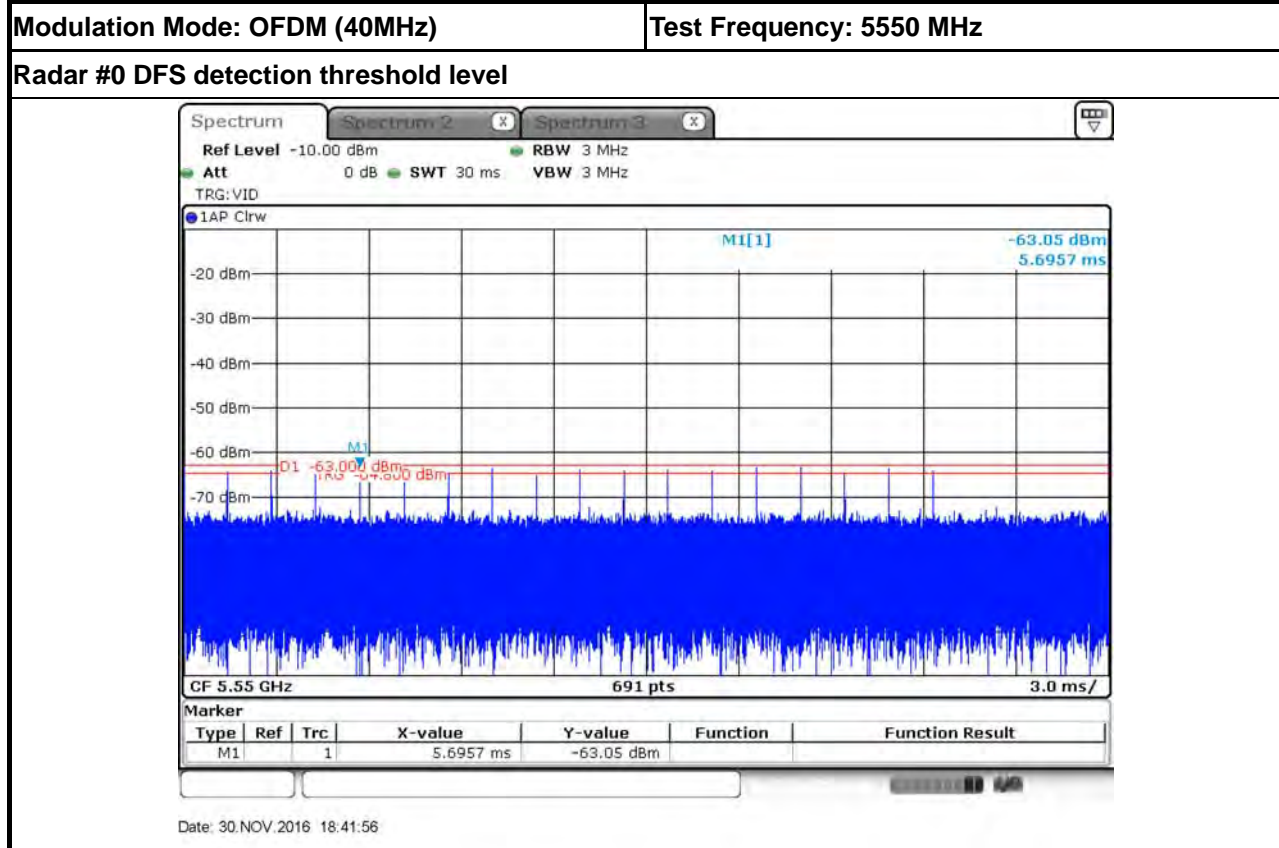 Modulation Mode: OFDM (40MHz) Test Frequency: 5550 MHz
Radar #0 DFS detection threshold level
Spectrum Spectrum 2 X Spectrum 3 X
Ref Level -10.00 dBm RBW 3 MHz
Att 0 dB SWT 30 ms VBW 3 MHz
TRG:VID
1AP Clrw
M1[1] -63.05 dBm
5.6957 ms
-20 dBm
-30 dBm
-40 dBm
-50 dBm
M1
-60 dBm
D1 -63.000 dBm
TRG -64.800 dBm
-70 dBm
CF 5.55 GHz 691 pts 3.0 ms/
Marker
Type Ref Trc X-value Y-value Function Function Result
M1 1 5.6957 ms -63.05 dBm
Date: 30.NOV.2016 18:41:56